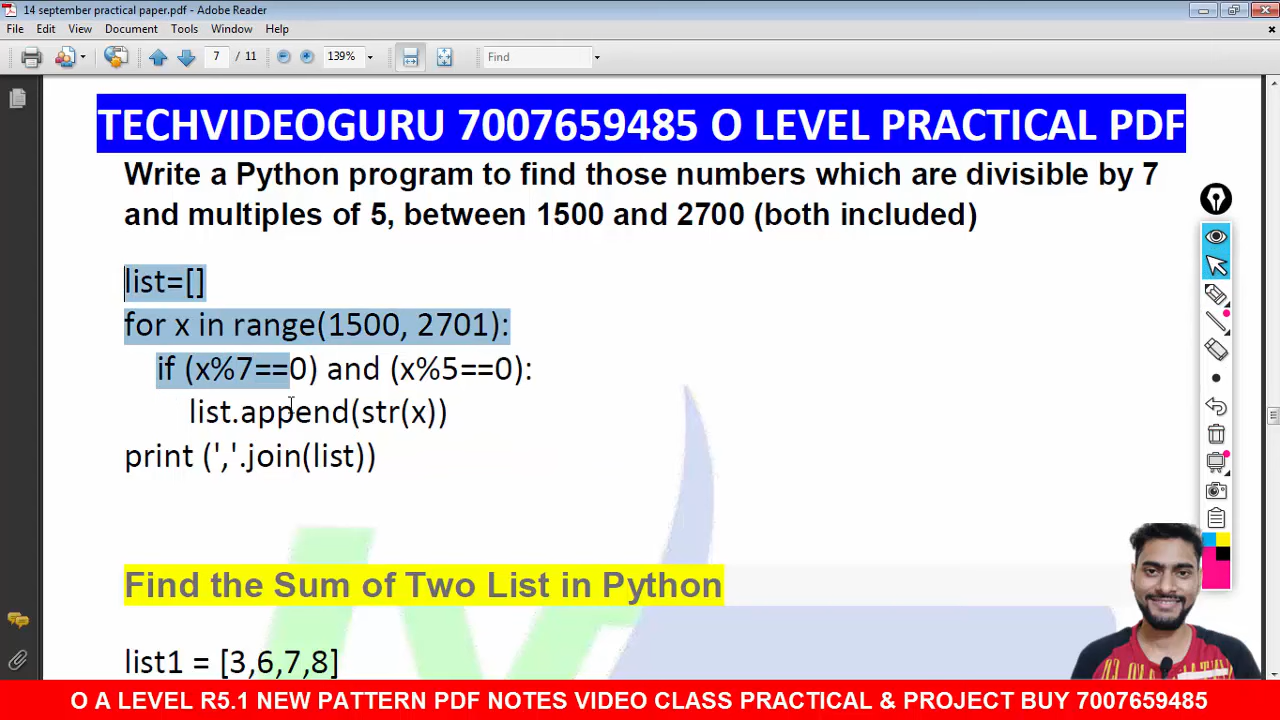 14 september practical paper.pdf - Adobe Reader
File Edit View Document Tools Window Help
7 / 11 139% Find
TECHVIDEOGURU 7007659485 O LEVEL PRACTICAL PDF
Write a Python program to find those numbers which are divisible by 7
and multiples of 5, between 1500 and 2700 (both included)
list=[]
for x in range(1500, 2701):
if (x%7==0) and (x%5==0):
list.append(str(x))
print (','.join(list))
Find the Sum of Two List in Python
list1 = [3,6,7,8]
O A LEVEL R5.1 NEW PATTERN PDF NOTES VIDEO CLASS PRACTICAL & PROJECT BUY 7007659485